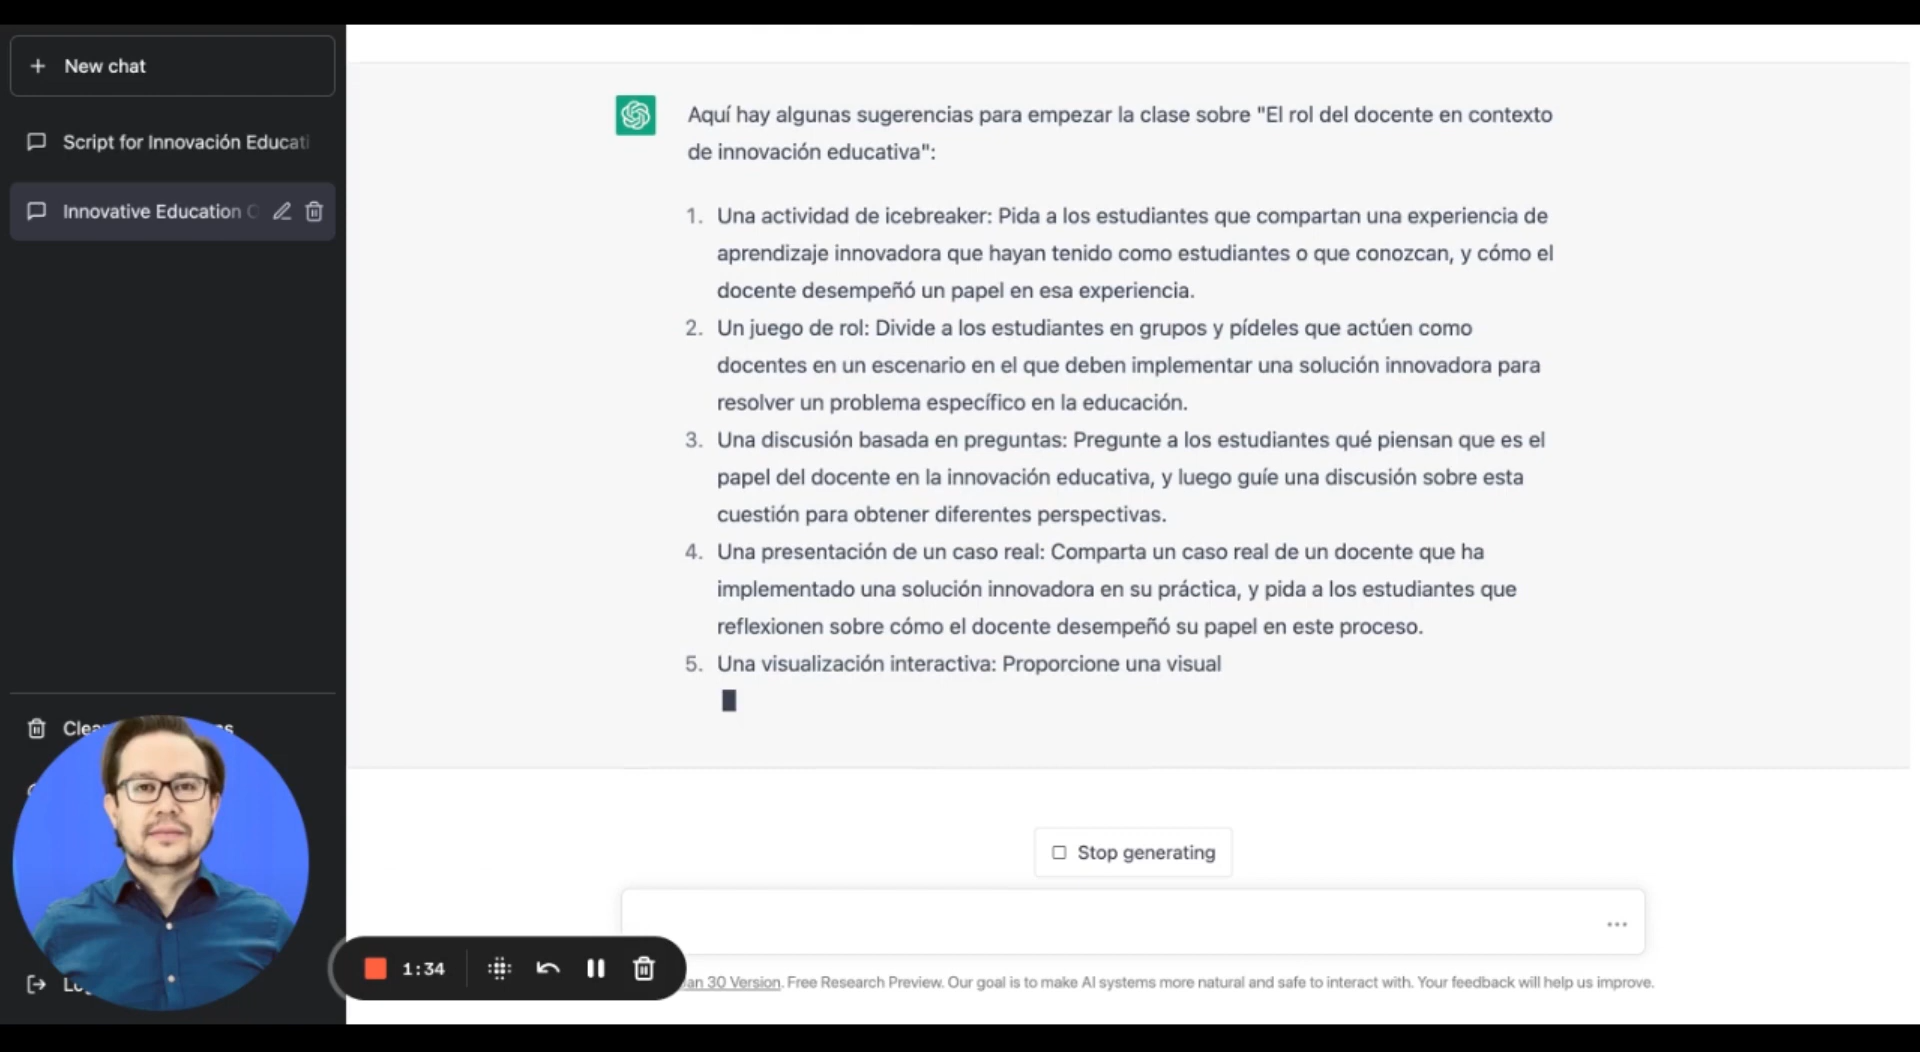 New chat
Script for Innovación Educati
Innovative Education
Aquí hay algunas sugerencias para empezar la clase sobre "El rol del docente en contexto
de innovación educativa":
1. Una actividad de icebreaker: Pida a los estudiantes que compartan una experiencia de
aprendizaje innovadora que hayan tenido como estudiantes o que conozcan, y cómo el
docente desempeñó un papel en esa experiencia.
2. Un juego de rol: Divide a los estudiantes en grupos y pídeles que actúen como
docentes en un escenario en el que deben implementar una solución innovadora para
resolver un problema específico en la educación.
3. Una discusión basada en preguntas: Pregunte a los estudiantes qué piensan que es el
papel del docente en la innovación educativa, y luego guíe una discusión sobre esta
cuestión para obtener diferentes perspectivas.
4. Una presentación de un caso real: Comparta un caso real de un docente que ha
implementado una solución innovadora en su práctica, y pida a los estudiantes que
reflexionen sobre cómo el docente desempeñó su papel en este proceso.
5. Una visualización interactiva: Proporcione una visual
Stop generating
1:34
an 30 Version. Free Research Preview. Our goal is to make AI systems more natural and safe to interact with. Your feedback will help us improve.